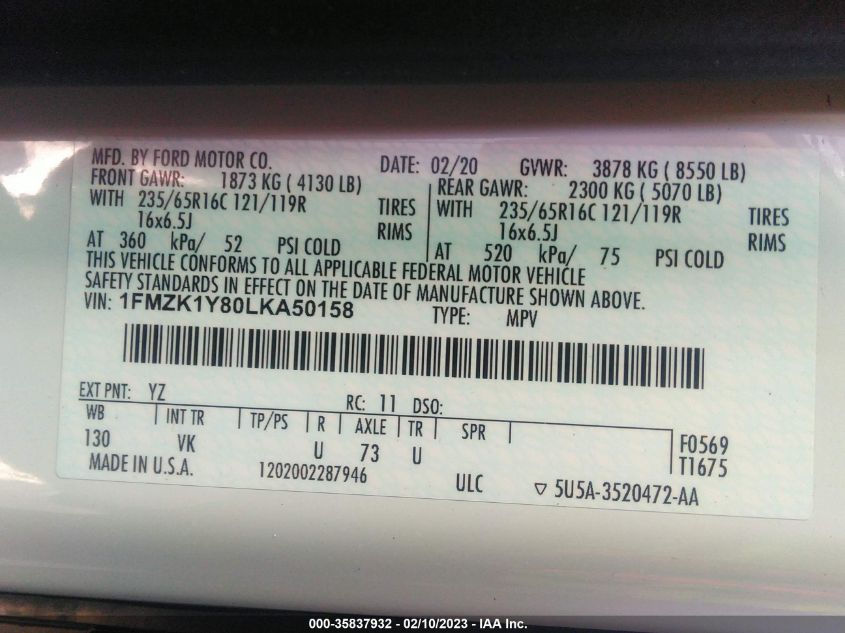 MFD. BY FORD MOTOR CO. DATE: 02/20 GVWR: 3878 KG ( 8550 LB)
FRONT GAWR: 1873 KG ( 4130 LB) REAR GAWR: 2300 KG ( 5070 LB)
WITH 235/65R16C 121/119R TIRES WITH 235/65R16C 121/119R TIRES
16x6.5J RIMS 16x6.5J RIMS
AT 360 kPa/ 52 PSI COLD AT 520 kPa/ 75 PSI COLD
THIS VEHICLE CONFORMS TO ALL APPLICABLE FEDERAL MOTOR VEHICLE
SAFETY STANDARDS IN EFFECT ON THE DATE OF MANUFACTURE SHOWN ABOVE.
VIN: 1FMZK1Y80LKA50158 TYPE: MPV
EXT PNT: YZ RC: 11 DSO:
WB INT TR TP/PS R AXLE TR SPR F0569
130 VK U 73 U T1675
MADE IN U.S.A. 1202002287946 ULC ▽ 5U5A-3520472-AA
000-35837932 - 02/10/2023 - IAA Inc.